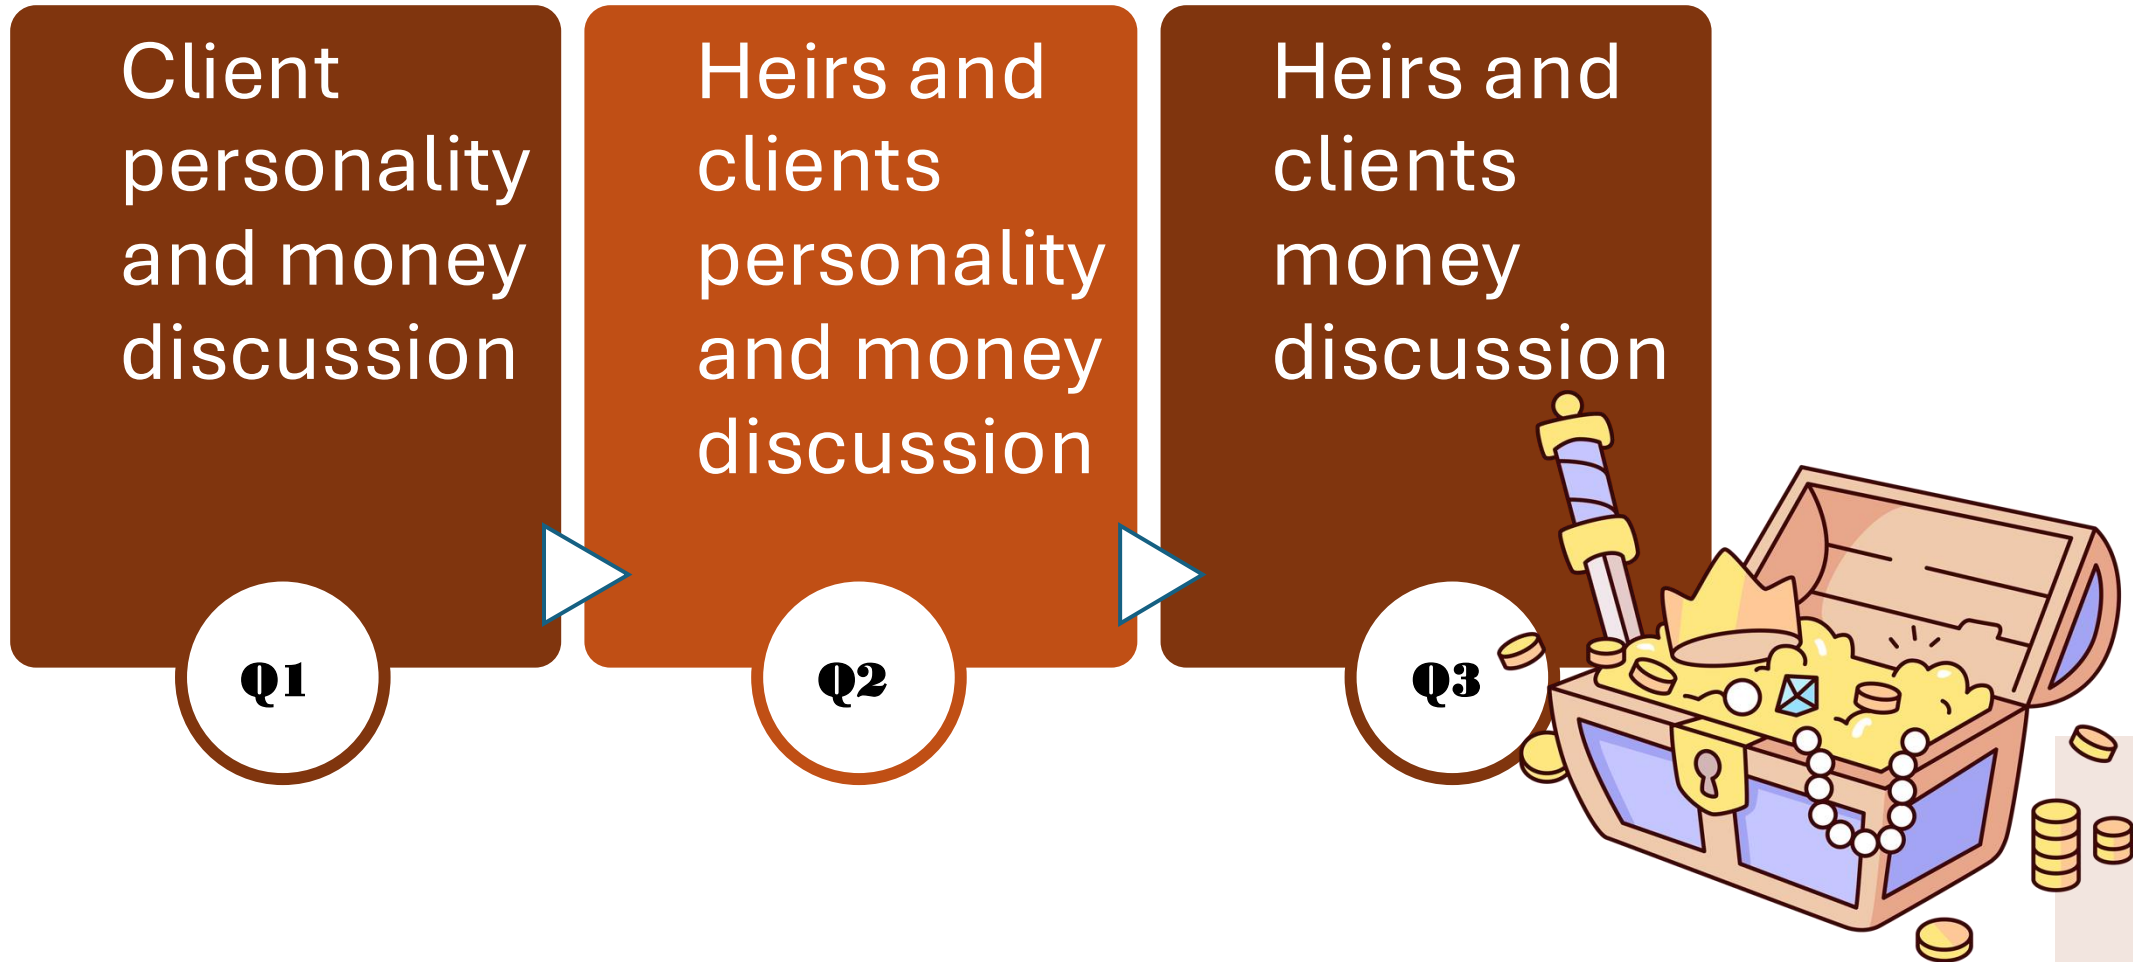 Client
personality
and money
discussion
Q1
Heirs and
clients
personality
and money
discussion
Q2
Heirs and
clients
money
discussion
Q3